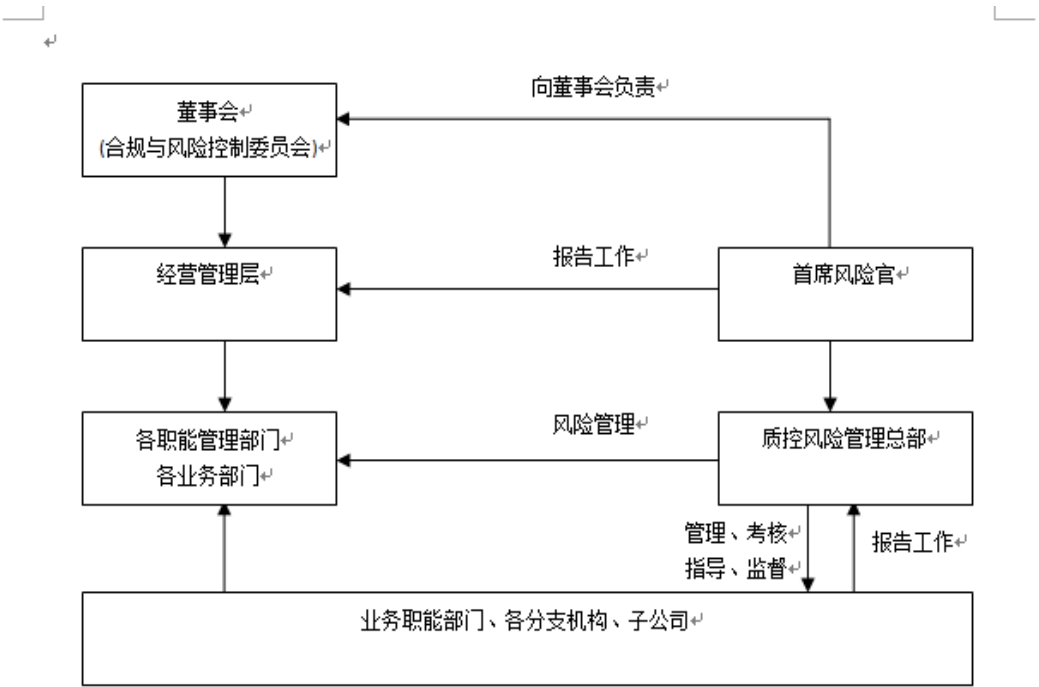 向董事会负责
董事会
(合规与风险控制委员会)
报告工作
经营管理层
首席风险官
风险管理
各职能管理部门
各业务部门
质控风险管理总部
管理、考核
指导、监督
报告工作
业务职能部门、各分支机构、子公司